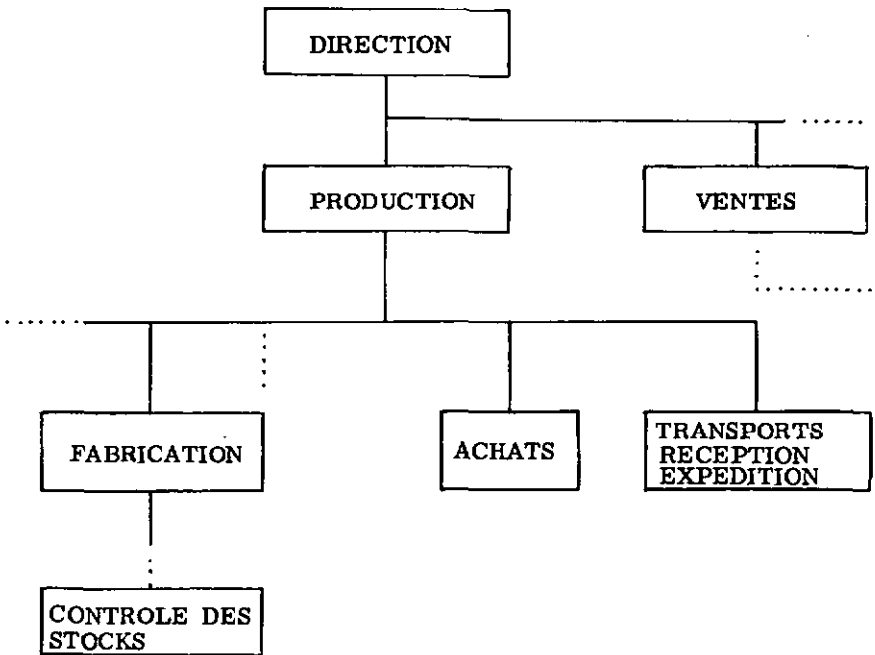 DIRECTION
PRODUCTION
VENTES
FABRICATION
ACHATS
TRANSPORTS
RECEPTION
EXPEDITION
CONTROLE DES
STOCKS